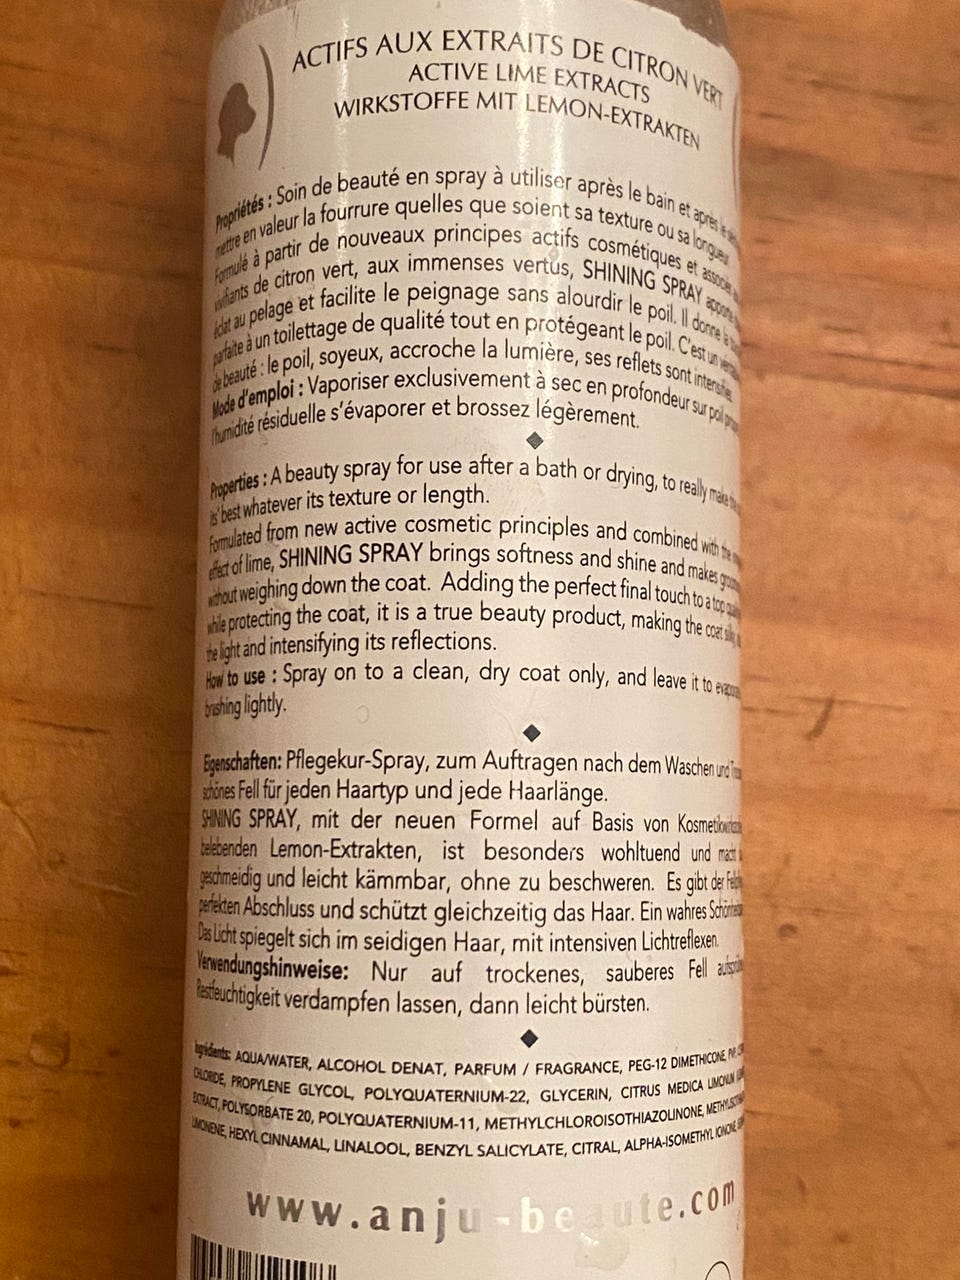 ACTIFS AUX EXTRAITS DE CITRON VERT
ACTIVE LIME EXTRACTS
WIRKSTOFFE MIT LEMON-EXTRAKTEN
Propriétés : Soin de beauté en spray à utiliser après le bain et après le
mettre en valeur la fourrure quelles que soient sa texture ou sa longueur
Formulé à partir de nouveaux principes actifs cosmétiques et
vivifiants de citron vert, aux immenses vertus, SHINING SPRAY apporte
éclat au pelage et facilite le peignage sans alourdir le poil. Il donne la
parfaite à un toilettage de qualité tout en protégeant le poil. C'est un
de beauté : le poil, soyeux, accroche la lumière, ses reflets sont
Mode d'emploi : Vaporiser exclusivement à sec en profondeur sur poil
l'humidité résiduelle s'évaporer et brossez légèrement.
Properties : A beauty spray for use after a bath or drying, to really make
its' best whatever its texture or length.
Formulated from new active cosmetic principles and combined with the
effect of lime, SHINING SPRAY brings softness and shine and makes
without weighing down the coat. Adding the perfect final touch to a top
while protecting the coat, it is a true beauty product, making the coat
the light and intensifying its reflections.
How to use : Spray on to a clean, dry coat only, and leave it to
brushing lightly.
Eigenschaften: Pflegekur-Spray, zum Auftragen nach dem Waschen und
schönes Fell für jeden Haartyp und jede Haarlänge.
SHINING SPRAY, mit der neuen Formel auf Basis von
belebenden Lemon-Extrakten, ist besonders wohltuend und macht
geschmeidig und leicht kämmbar, ohne zu beschweren. Es gibt der
perfekten Abschluss und schützt gleichzeitig das Haar. Ein wahres
Das Licht spiegelt sich im seidigen Haar, mit intensiven Lichtreflexen.
Verwendungshinweise: Nur auf trockenes, sauberes Fell
Restfeuchtigkeit verdampfen lassen, dann leicht bürsten.
Ingrédients: AQUA/WATER, ALCOHOL DENAT, PARFUM / FRAGRANCE, PEG-12 DIMETHICONE, PVP,
CHLORIDE, PROPYLENE GLYCOL, POLYQUATERNIUM-22, GLYCERIN, CITRUS MEDICA LIMONUM
EXTRACT, POLYSORBATE 20, POLYQUATERNIUM-11, METHYLCHLOROISOTHIAZOLINONE,
LIMONENE, HEXYL CINNAMAL, LINALOOL, BENZYL SALICYLATE, CITRAL, ALPHA-ISOMETHYL IONONE,
www.anju-beaute.com